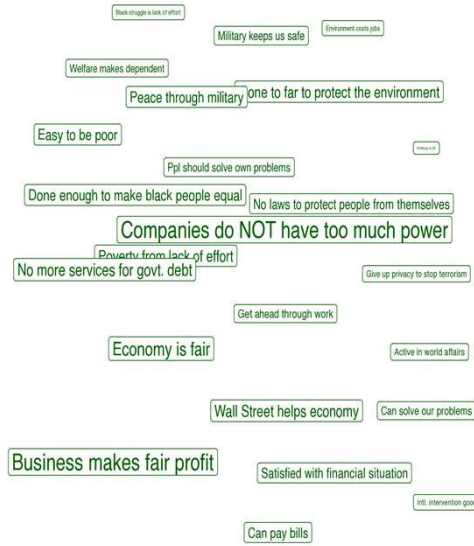 Black struggle is lack of effort
Environment costs jobs
Military keeps us safe
Welfare makes dependent
Peace through military
one to far to protect the environment
Easy to be poor
Ppl should solve own problems
Done enough to make black people equal
No laws to protect people from themselves
Companies do NOT have too much power
Poverty from lack of effort
No more services for govt. debt
Give up privacy to stop terrorism
Get ahead through work
Economy is fair
Active in world affairs
Wall Street helps economy
Can solve our problems
Business makes fair profit
Satisfied with financial situation
Intl. intervention good
Can pay bills